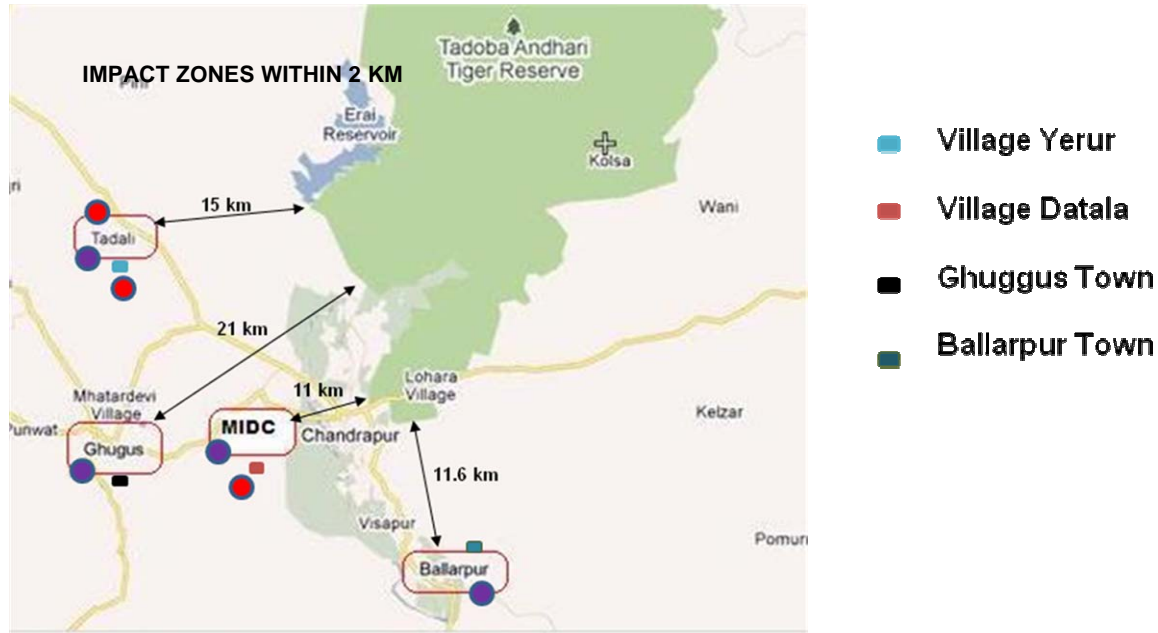 Tadoba Andhari
Tiger Reserve
IMPACT ZONES WITHIN 2 KM
Erai
Reservoir
Kolsa
15 km
Wani
Tadali
21 km
11 km
Lohara
Village
Mhatardevi
Village
Kelzar
MIDC
Chandrapur
Punwat
Ghugus
11.6 km
Visapur
Ballarpur
Village Yerur
Village Datala
Ghuggus Town
Ballarpur Town